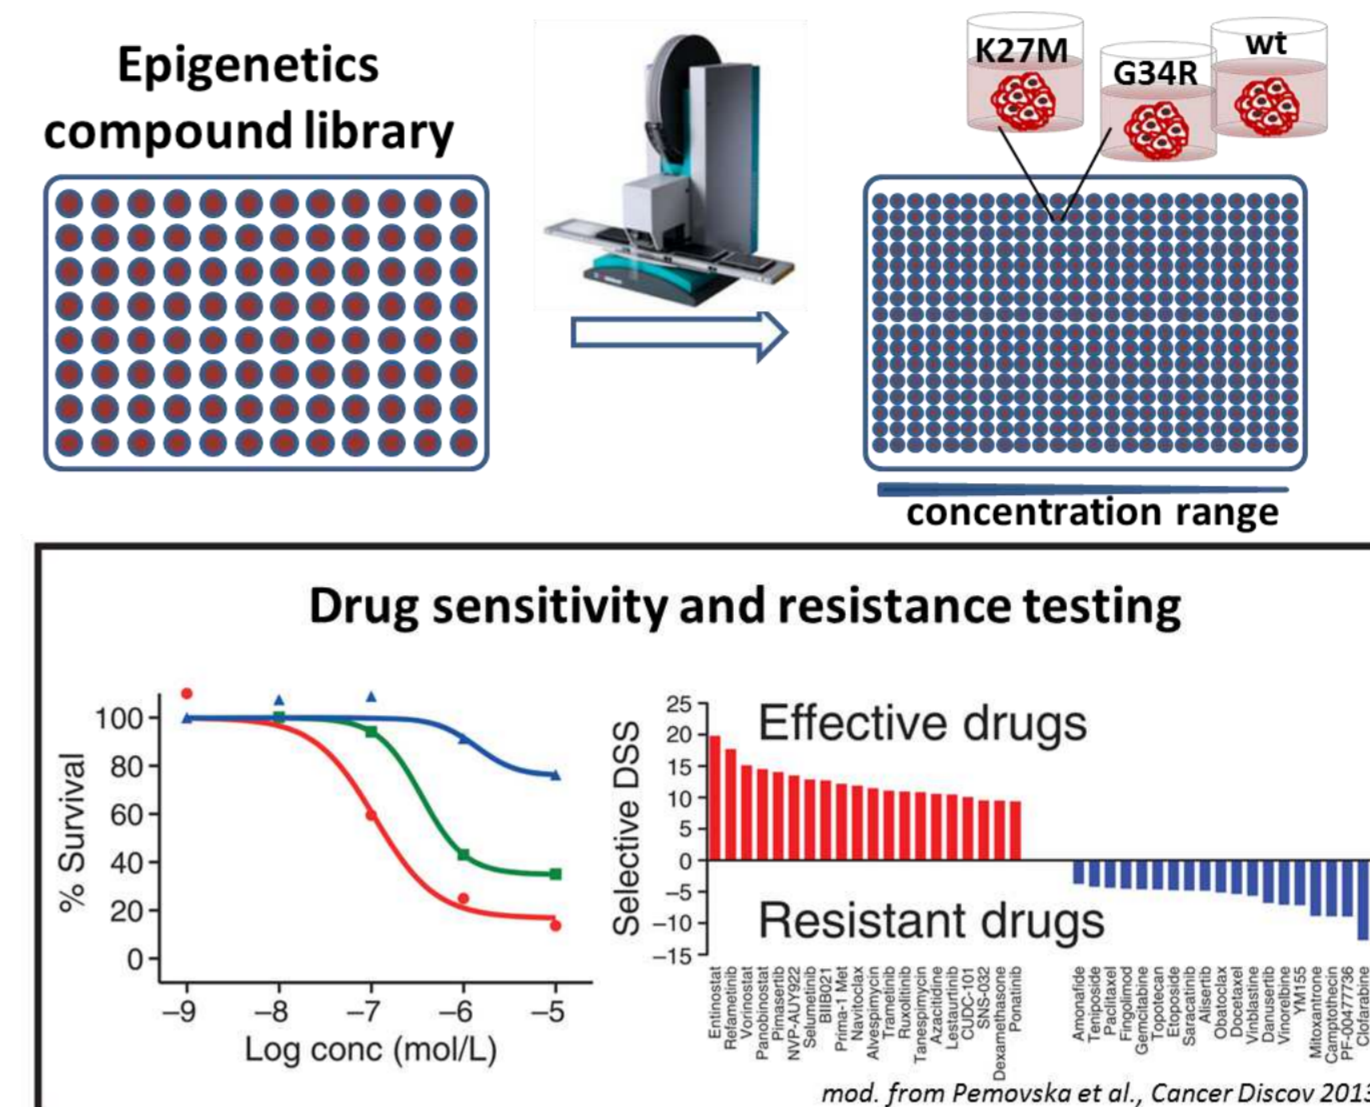 Epigenetics
compound library
K27M
G34R
wt
concentration range
Drug sensitivity and resistance testing
% Survival
100
80
60
40
20
0
–9
–8
–7
–6
–5
Log conc (mol/L)
Selective DSS
25
20
15
10
5
0
–5
–10
–15
Effective drugs
Resistant drugs
Entinostat
Refametinib
Vorinostat
Panobinostat
Pimasertib
NVP-AUY922
Selumetinib
BIIB021
Prima-1 Met
Navitoclax
Alvespimycin
Trametinib
Ruxolitinib
Tanespimycin
Azacitidine
Lestaurtinib
CUDC-101
SNS-032
Dexamethasone
Ponatinib
Amonafide
Teniposide
Paclitaxel
Fingolimod
Gemcitabine
Topotecan
Etoposide
Saracatinib
Alisertib
Obatoclax
Docetaxel
Vinblastine
Danusertib
Vinorelbine
YM155
Mitoxantrone
Camptothecin
PF-00477736
Clofarabine
mod. from Pemovska et al., Cancer Discov 2013